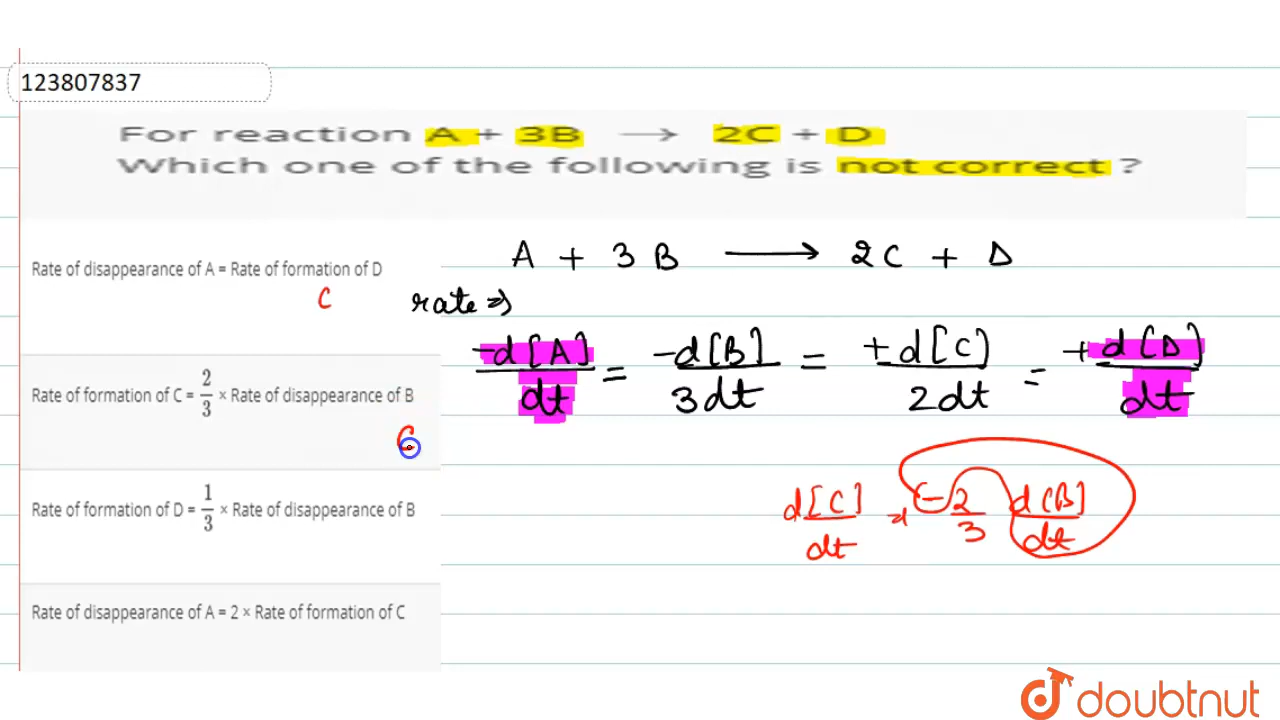 123807837
For reaction A + 3B → 2C + D
Which one of the following is not correct ?
Rate of disappearance of A = Rate of formation of D
C
Rate of formation of C = 2/3 × Rate of disappearance of B
C
Rate of formation of D = 1/3 × Rate of disappearance of B
Rate of disappearance of A = 2 × Rate of formation of C
A + 3 B → 2 C + D
rate ⇒
-d[A]/dt = -d[B]/3dt = +d[C]/2dt = +d[D]/dt
d[C]/dt = -2/3 d[B]/dt
doubtnut